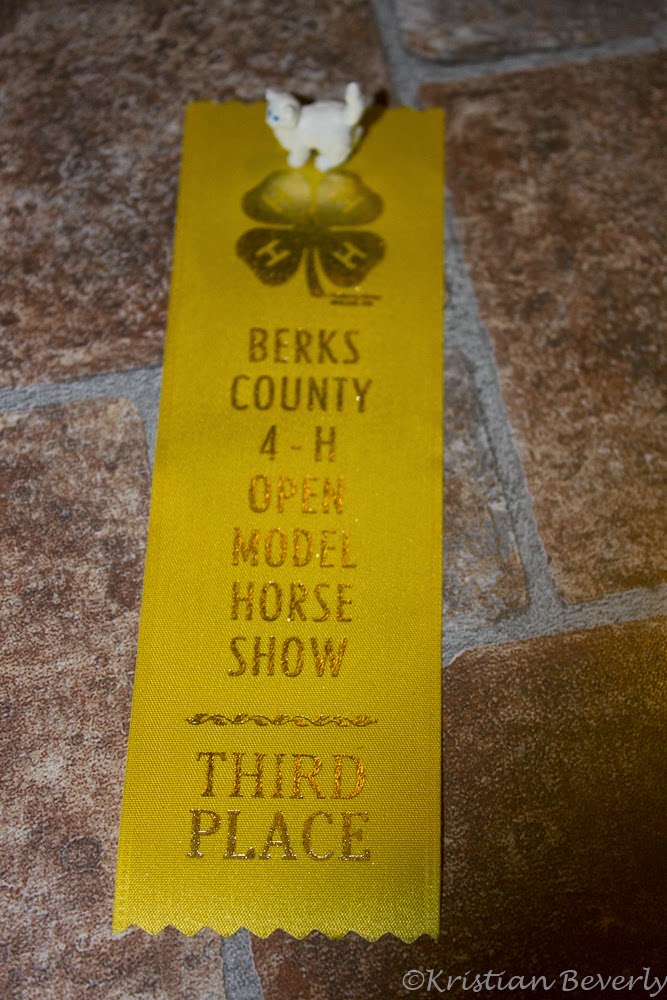 H H
H H
BERKS
COUNTY
4 - H
OPEN
MODEL
HORSE
SHOW
THIRD
PLACE
©Kristian Beverly